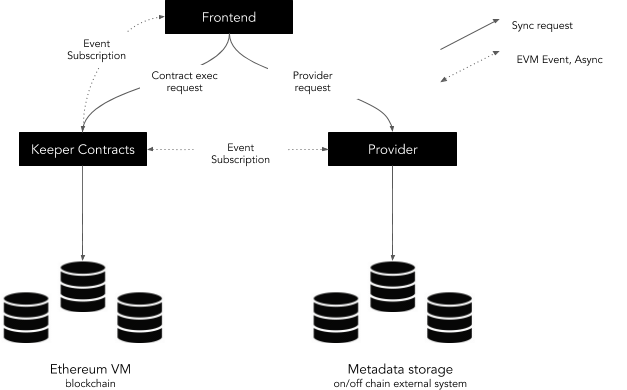 Frontend
Sync request
Event
Subscription
EVM Event, Async
Contract exec
request
Provider
request
Keeper Contracts
Event
Subscription
Provider
Ethereum VM
blockchain
Metadata storage
on/off chain external system